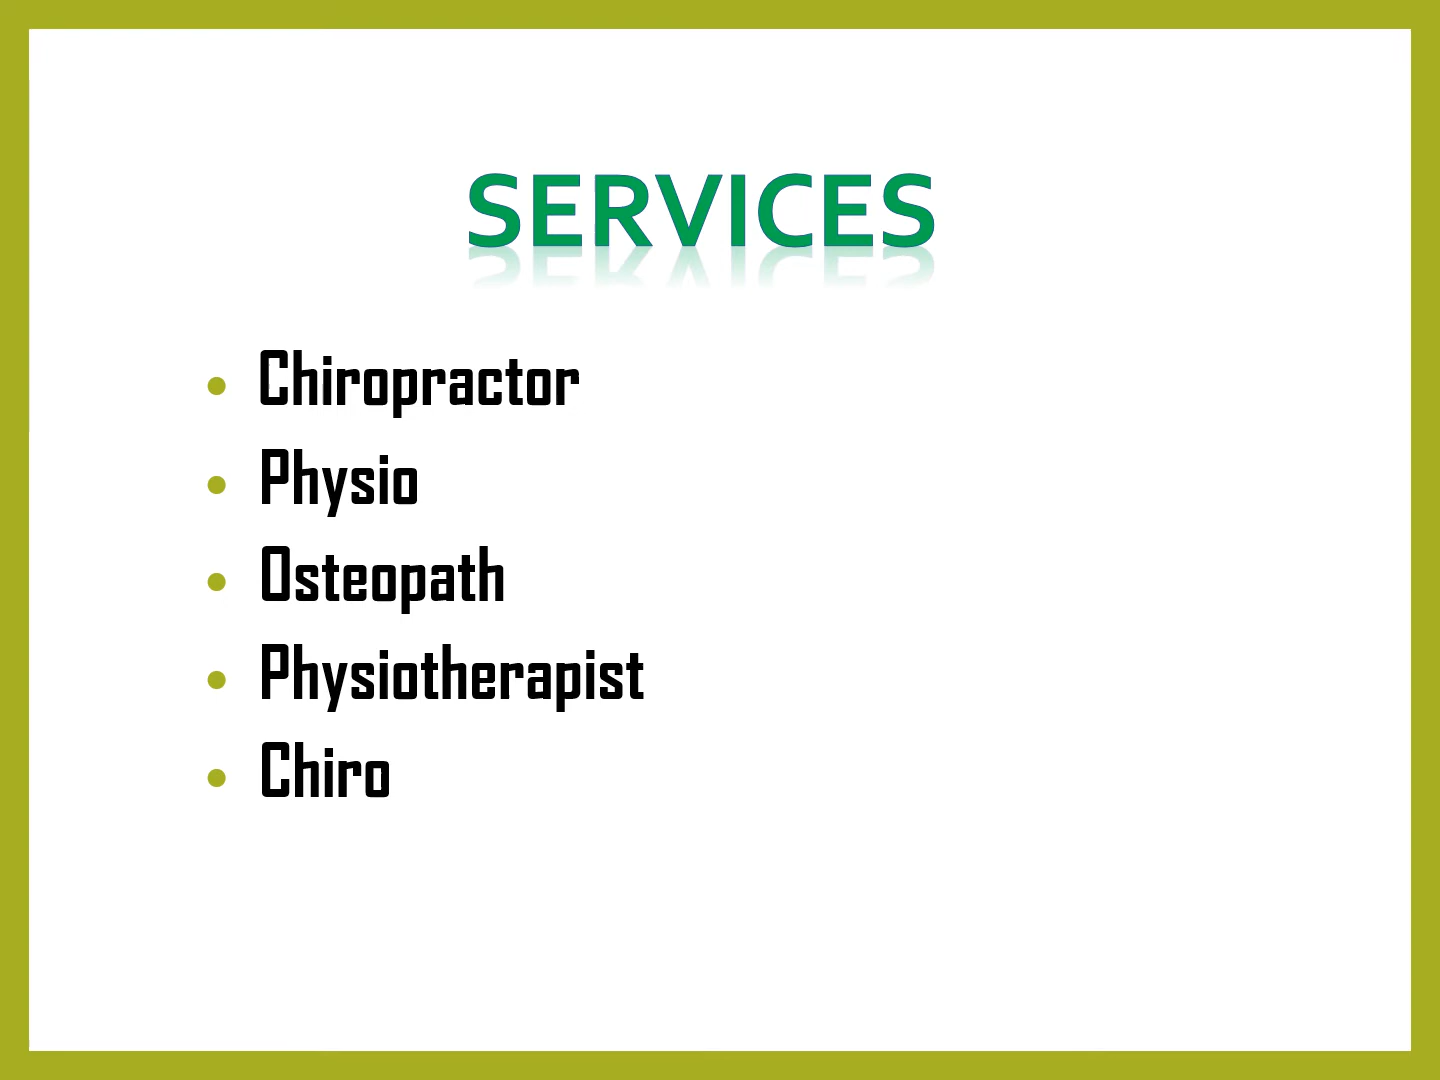 SERVICES
• Chiropractor
• Physio
• Osteopath
• Physiotherapist
• Chiro